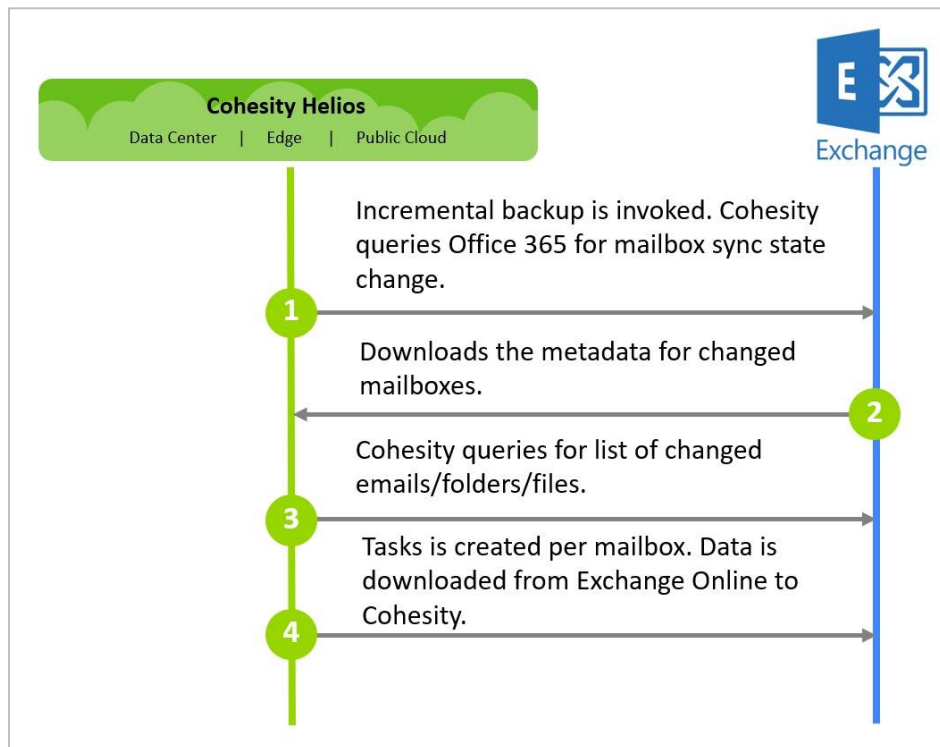 Cohesity Helios
Data Center | Edge | Public Cloud
E
Exchange
Incremental backup is invoked. Cohesity
queries Office 365 for mailbox sync state
change.
1
Downloads the metadata for changed
mailboxes.
2
Cohesity queries for list of changed
emails/folders/files.
3
Tasks is created per mailbox. Data is
downloaded from Exchange Online to
Cohesity.
4